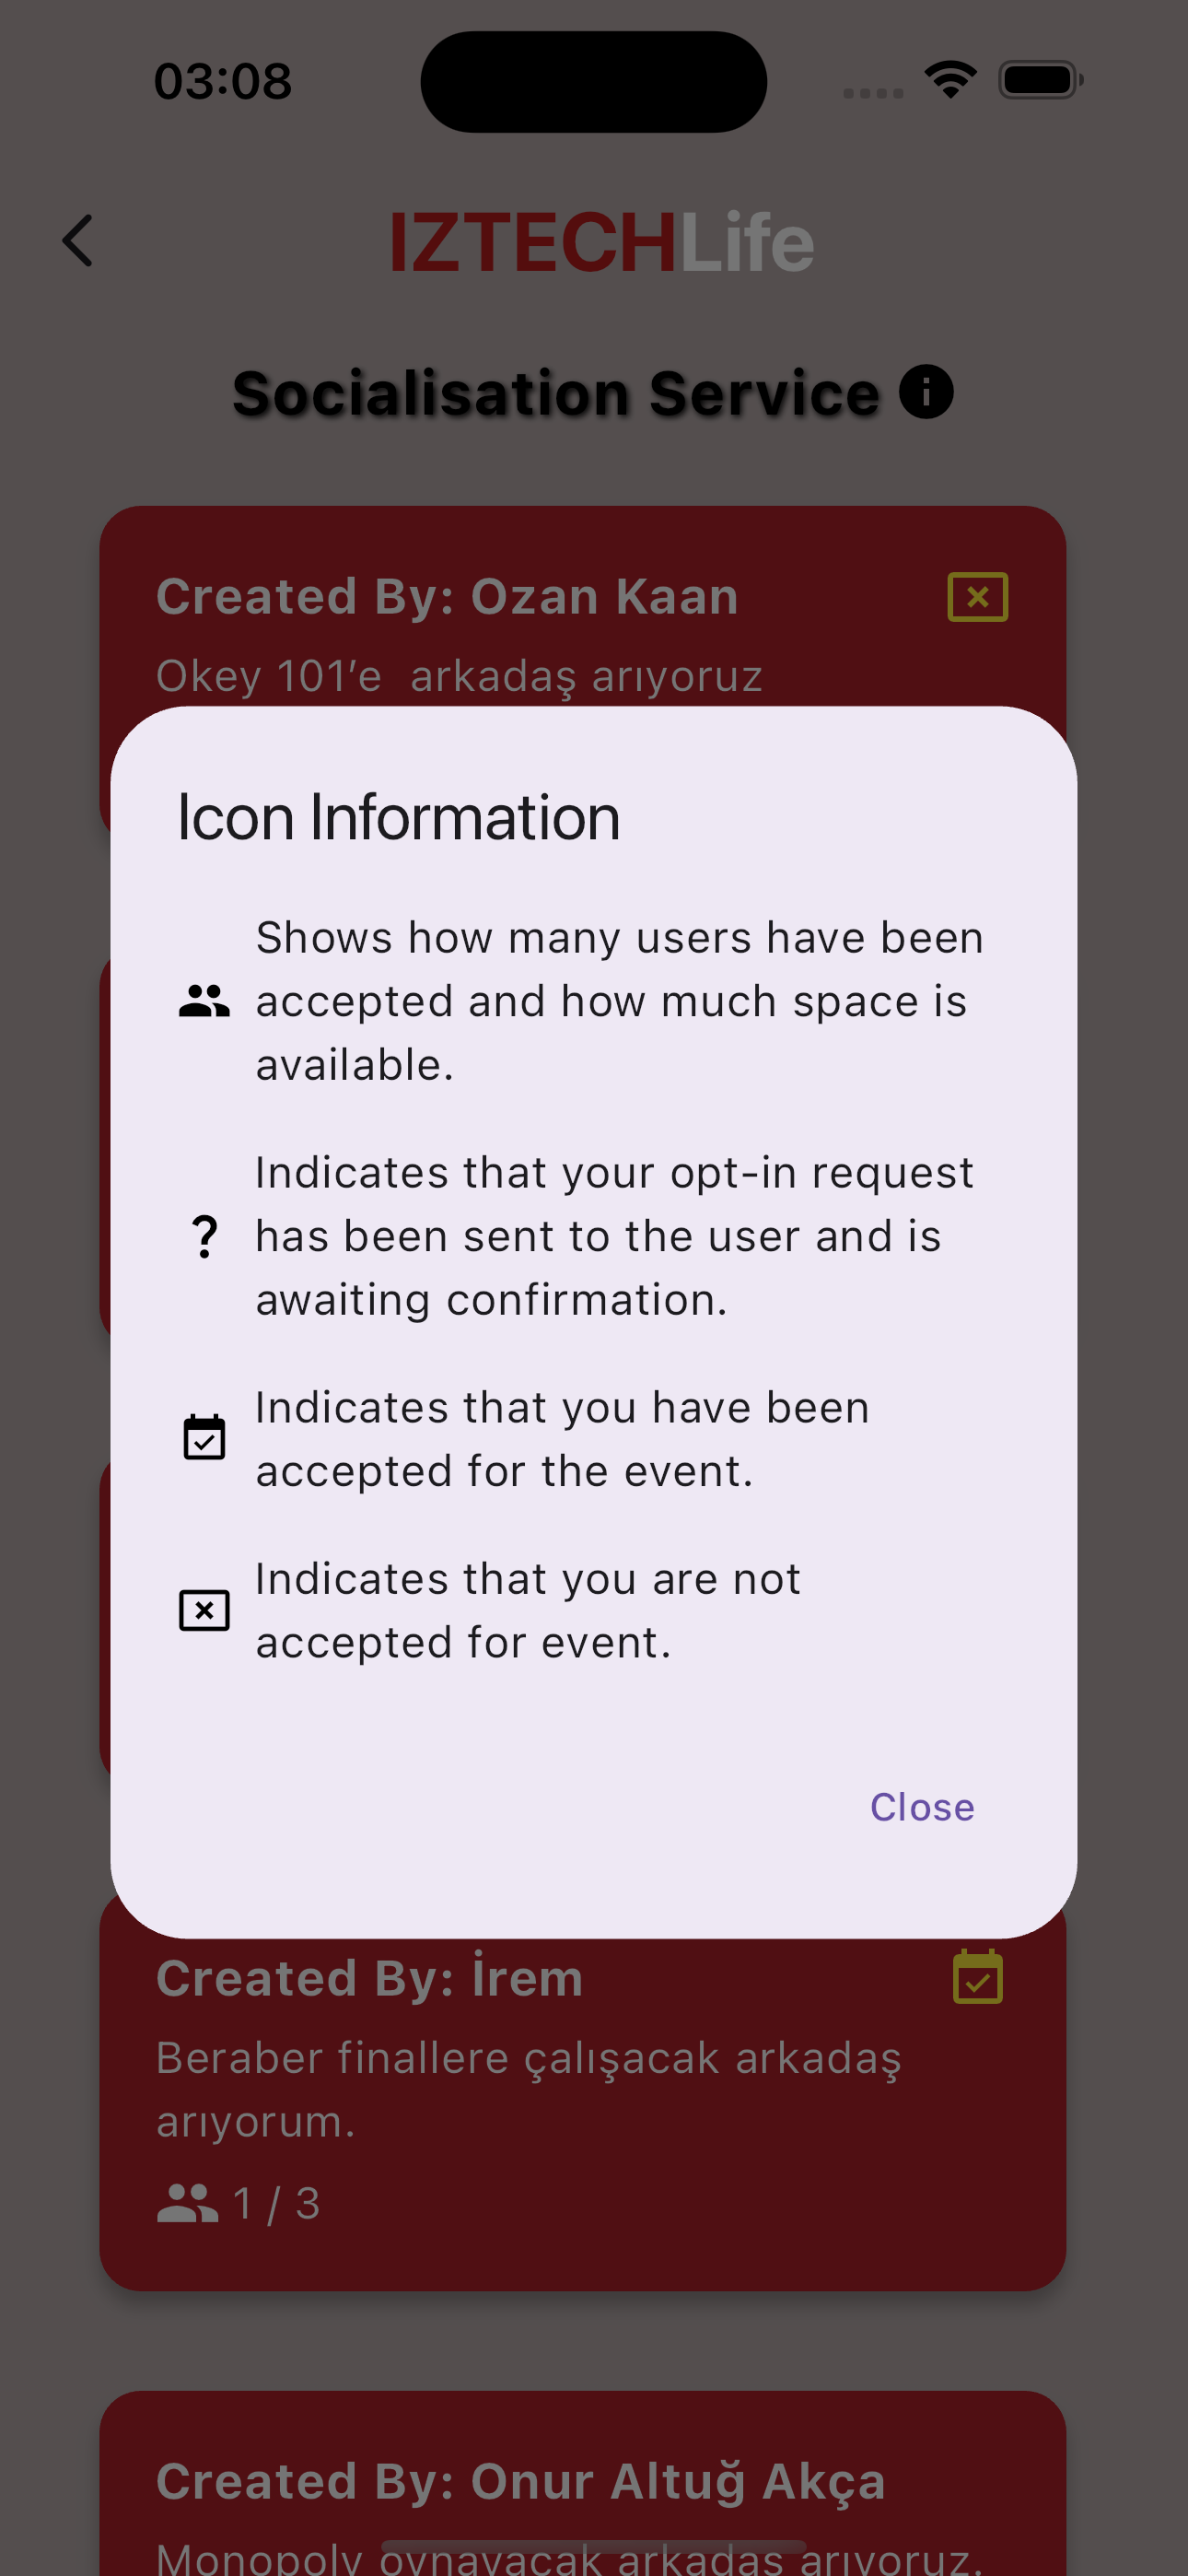 03:08
IZTECHLife
Socialisation Service
Created By: Ozan Kaan
Okey 101’e  arkadaş arıyoruz
Icon Information
Shows how many users have been
accepted and how much space is
available.
Indicates that your opt-in request
? has been sent to the user and is
awaiting confirmation.
Indicates that you have been
accepted for the event.
Indicates that you are not
accepted for event.
Close
Created By: İrem
Beraber finallere çalışacak arkadaş
arıyorum.
1 / 3
Created By: Onur Altuğ Akça
Monopoly oynayacak arkadaş arıyoruz.